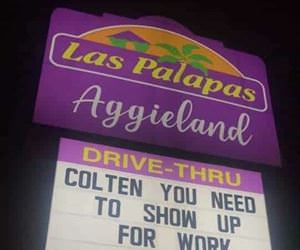 Las Palapas
Aggieland
DRIVE-THRU
COLTEN YOU NEED
TO SHOW UP
FOR WORK